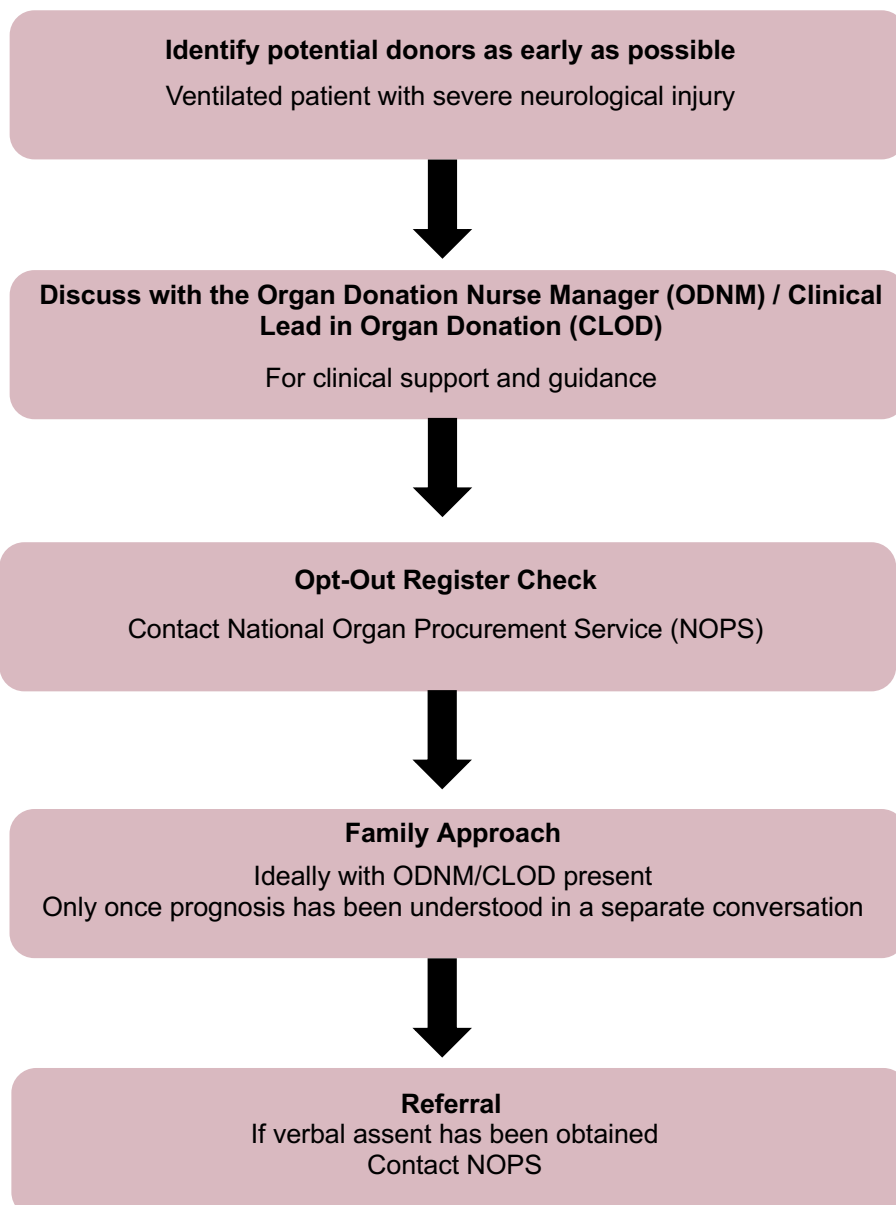 Identify potential donors as early as possible
Ventilated patient with severe neurological injury
Discuss with the Organ Donation Nurse Manager (ODNM) / Clinical
Lead in Organ Donation (CLOD)
For clinical support and guidance
Opt-Out Register Check
Contact National Organ Procurement Service (NOPS)
Family Approach
Ideally with ODNM/CLOD present
Only once prognosis has been understood in a separate conversation
Referral
If verbal assent has been obtained
Contact NOPS